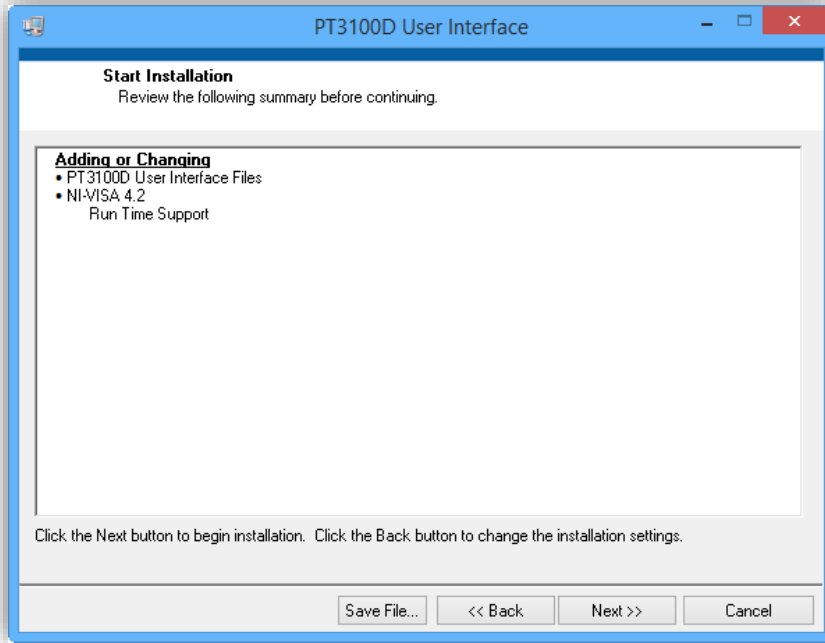 PT3100D User Interface
Start Installation
Review the following summary before continuing.
Adding or Changing
• PT3100D User Interface Files
• NI-VISA 4.2
Run Time Support
Click the Next button to begin installation.  Click the Back button to change the installation settings.
Save File...
<< Back
Next >>
Cancel